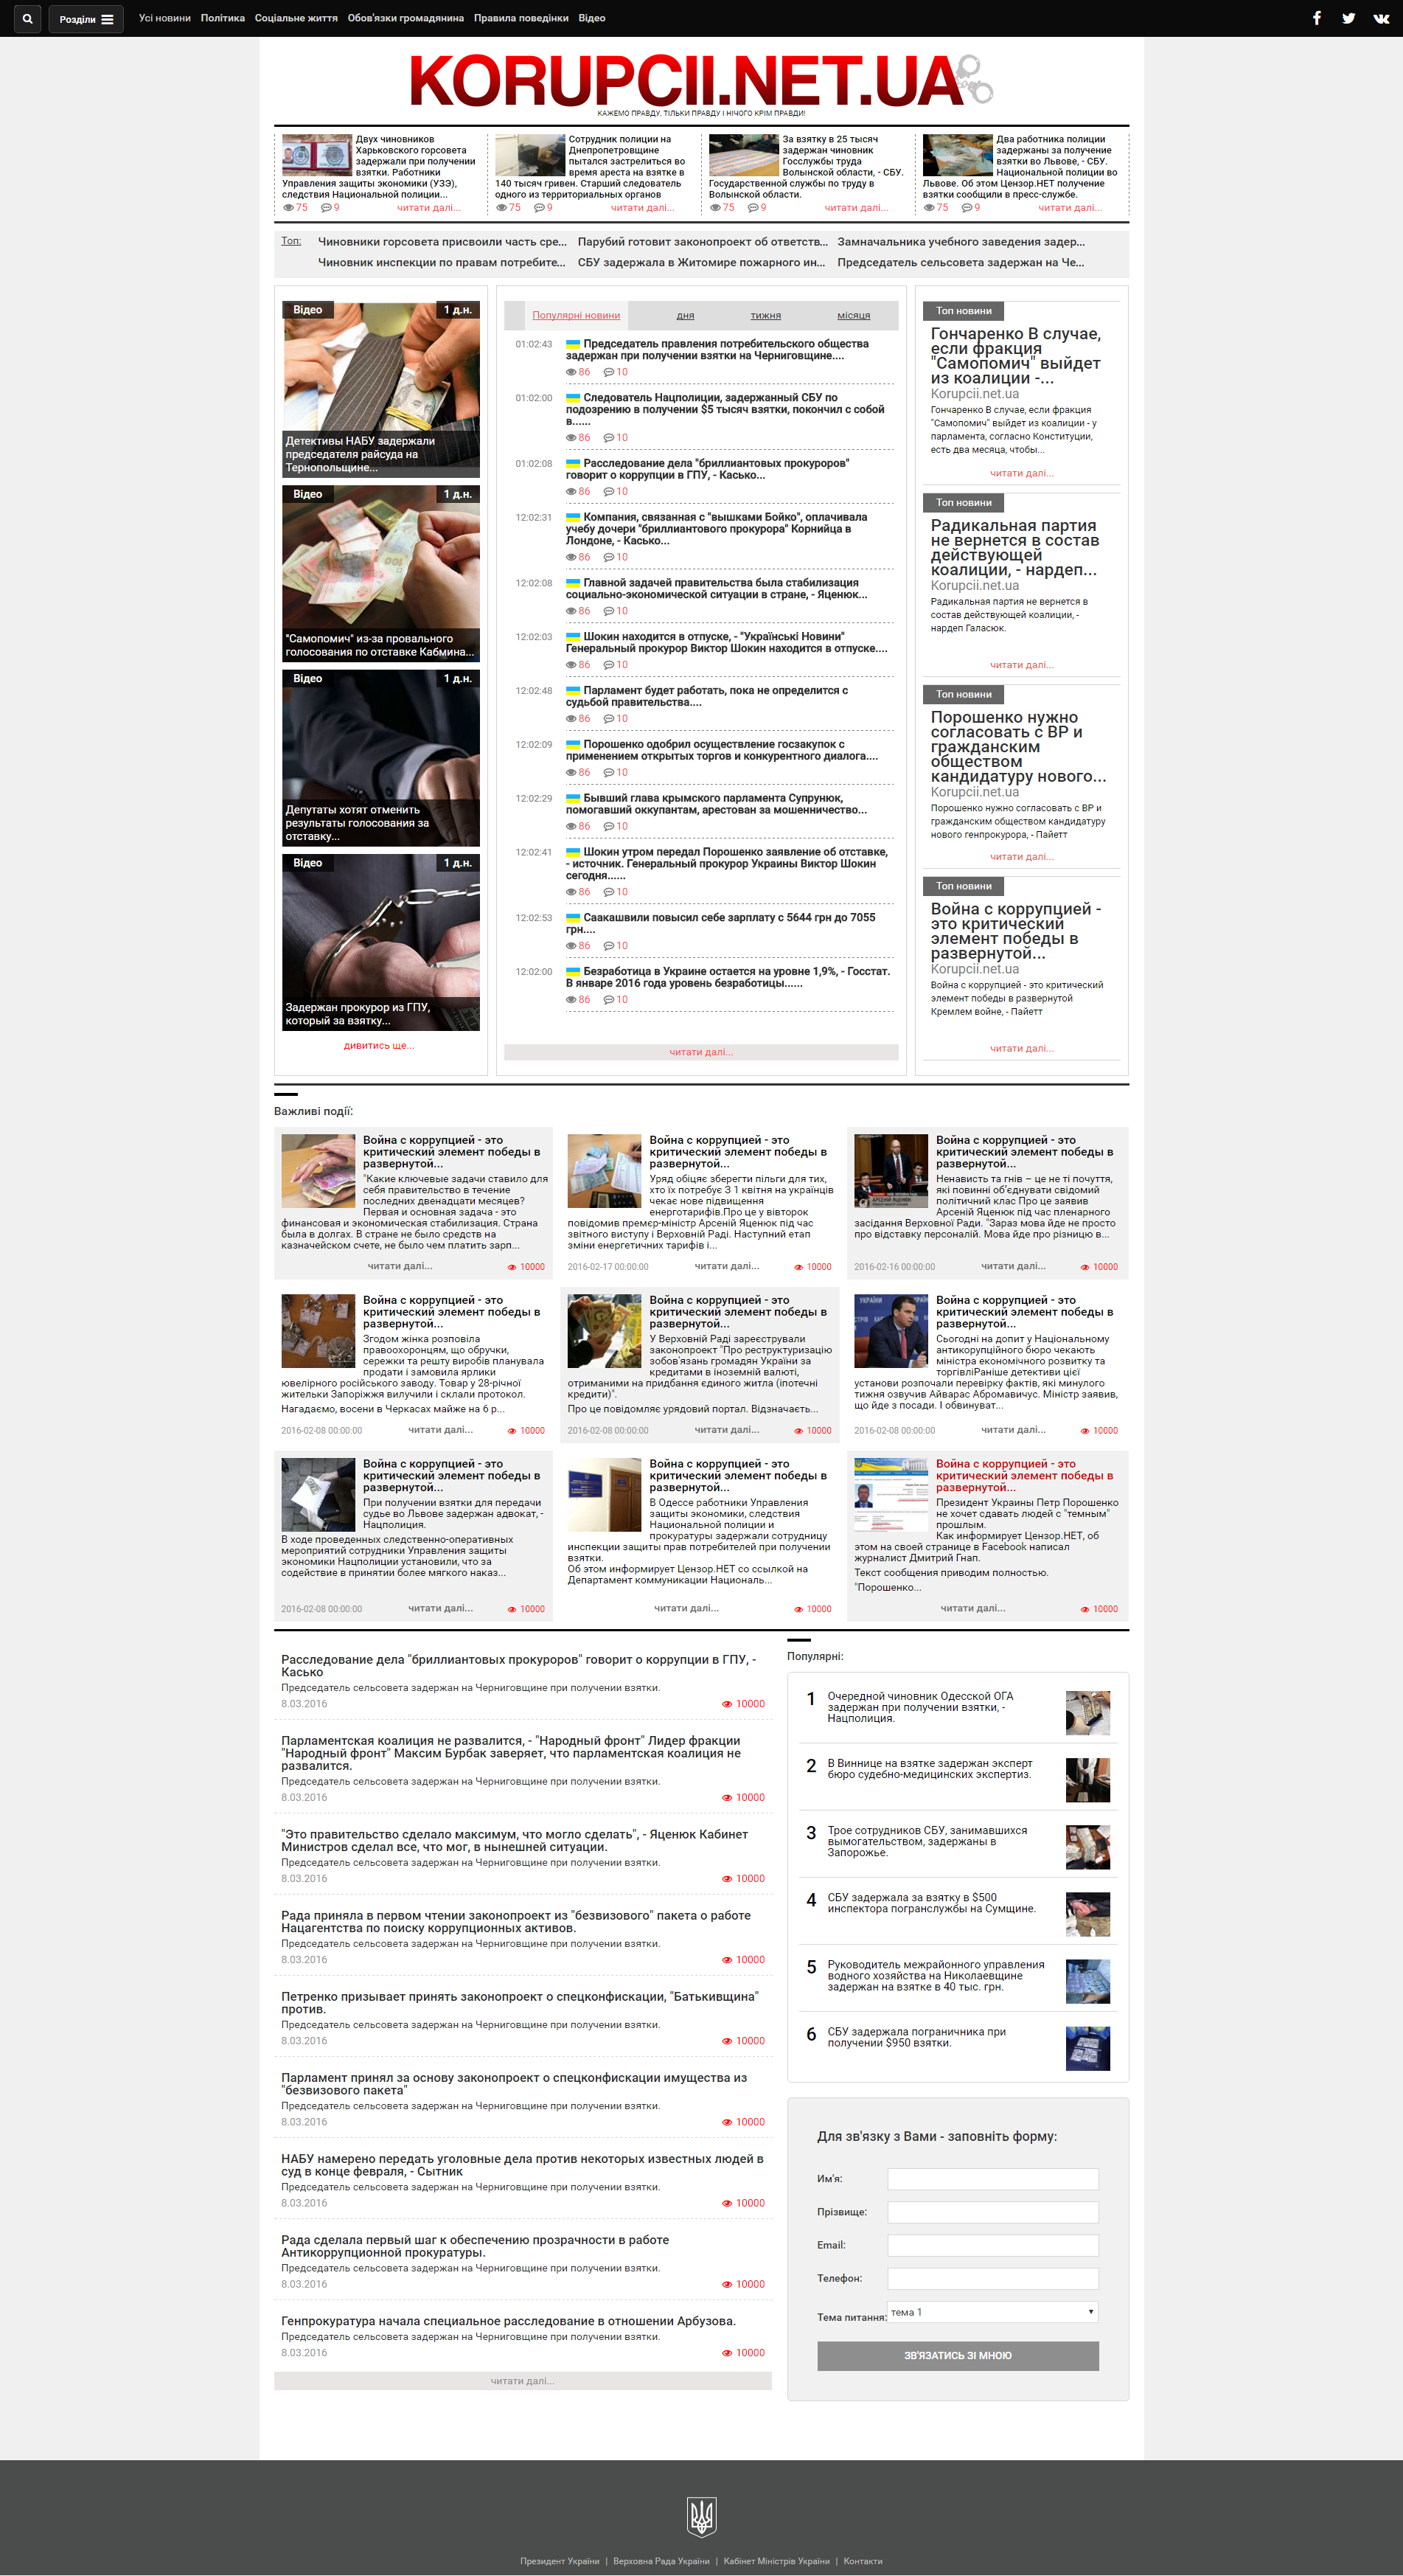 Розділи
Усі новини Політика Соціальне життя Обов'язки громадянина Правила поведінки Відео
KORUPCII.NET.UA
КАЖЕМО ПРАВДУ, ТІЛЬКИ ПРАВДУ І НІЧОГО КРІМ ПРАВДИ!
Двух чиновников
Харьковского горсовета
задержали при получении
взятки. Работники
Управления защиты экономики (УЗЭ),
следствия Национальной полиции...
75 9 читати далі...
Сотрудник полиции на
Днепропетровщине
пытался застрелиться во
время ареста на взятке в
140 тысяч гривен. Старший следователь
одного из территориальных органов
75 9 читати далі...
За взятку в 25 тысяч
задержан чиновник
Госслужбы труда
Волынской области, - СБУ.
Государственной службы по труду в
Волынской области.
75 9 читати далі...
Два работника полиции
задержаны за получение
взятки во Львове, - СБУ.
Национальной полиции во
Львове. Об этом Цензор.НЕТ получение
взятки сообщили в пресс-службе.
75 9 читати далі...
Топ:
Чиновники горсовета присвоили часть сре... Парубий готовит законопроект об ответств... Замначальника учебного заведения задер...
Чиновник инспекции по правам потребите... СБУ задержала в Житомире пожарного ин... Председатель сельсовета задержан на Че...
Відео 1 д.н.
Детективы НАБУ задержали
председателя райсуда на
Тернопольщине...
Відео 1 д.н.
"Самопомич" из-за провального
голосования по отставке Кабмина...
Відео 1 д.н.
Депутаты хотят отменить
результаты голосования за
отставку...
Відео 1 д.н.
Задержан прокурор из ГПУ,
который за взятку...
дивитись ще...
Популярні новини дня тижня місяця
01:02:43 Председатель правления потребительского общества
задержан при получении взятки на Черниговщине....
86 10
01:02:00 Следователь Нацполиции, задержанный СБУ по
подозрению в получении $5 тысяч взятки, покончил с собой
в......
86 10
01:02:08 Расследование дела "бриллиантовых прокуроров"
говорит о коррупции в ГПУ, - Касько...
86 10
12:02:31 Компания, связанная с "вышками Бойко", оплачивала
учебу дочери "бриллиантового прокурора" Корнийца в
Лондоне, - Касько...
86 10
12:02:08 Главной задачей правительства была стабилизация
социально-экономической ситуации в стране, - Яценюк...
86 10
12:02:03 Шокин находится в отпуске, - "Українські Новини"
Генеральный прокурор Виктор Шокин находится в отпуске....
86 10
12:02:48 Парламент будет работать, пока не определится с
судьбой правительства....
86 10
12:02:09 Порошенко одобрил осуществление госзакупок с
применением открытых торгов и конкурентного диалога....
86 10
12:02:29 Бывший глава крымского парламента Супрунюк,
помогавший оккупантам, арестован за мошенничество...
86 10
12:02:41 Шокин утром передал Порошенко заявление об отставке,
- источник. Генеральный прокурор Украины Виктор Шокин
сегодня......
86 10
12:02:53 Саакашвили повысил себе зарплату с 5644 грн до 7055
грн....
86 10
12:02:00 Безработица в Украине остается на уровне 1,9%, - Госстат.
В январе 2016 года уровень безработицы......
86 10
читати далі...
Топ новини
Гончаренко В случае,
если фракция
"Самопомич" выйдет
из коалиции -...
Korupcii.net.ua
Гончаренко В случае, если фракция
"Самопомич" выйдет из коалиции - у
парламента, согласно Конституции,
есть два месяца, чтобы...
читати далі...
Топ новини
Радикальная партия
не вернется в состав
действующей
коалиции, - нардеп...
Korupcii.net.ua
Радикальная партия не вернется в
состав действующей коалиции, -
нардеп Галасюк.
читати далі...
Топ новини
Порошенко нужно
согласовать с ВР и
гражданским
обществом
кандидатуру нового...
Korupcii.net.ua
Порошенко нужно согласовать с ВР и
гражданским обществом кандидатуру
нового генпрокурора, - Пайетт
читати далі...
Топ новини
Война с коррупцией -
это критический
элемент победы в
развернутой...
Korupcii.net.ua
Война с коррупцией - это критический
элемент победы в развернутой
Кремлем войне, - Пайетт
читати далі...
Важливі події:
Война с коррупцией - это
критический элемент победы в
развернутой...
"Какие ключевые задачи ставило для
себя правительство в течение
последних двенадцати месяцев?
Первая и основная задача - это
финансовая и экономическая стабилизация. Страна
была в долгах. В стране не было средств на
казначейском счете, не было чем платить зарп...
читати далі... 10000
Война с коррупцией - это
критический элемент победы в
развернутой...
Уряд обіцяє зберегти пільги для тих,
хто їх потребує З 1 квітня на українців
чекає нове підвищення
енерготарифів.Про це у вівторок
повідомив премєр-міністр Арсеній Яценюк під час
звітного виступу і Верховній Раді. Наступний етап
зміни енергетичних тарифів і...
2016-02-17 00:00:00 читати далі... 10000
Война с коррупцией - это
критический элемент победы в
развернутой...
Ненависть та гнів – це не ті почуття,
які повинні об'єднувати свідомий
політичний клас Про це заявив
Арсеній Яценюк під час пленарного
засідання Верховної Ради. "Зараз мова йде не просто
про відставку персоналій. Мова йде про різницю в...
2016-02-16 00:00:00 читати далі... 10000
Война с коррупцией - это
критический элемент победы в
развернутой...
Згодом жінка розповіла
правоохоронцям, що обручки,
сережки та решту виробів планувала
продати і замовила ярлики
ювелірного російського заводу. Товар у 28-річної
жительки Запоріжжя вилучили і склали протокол.
Нагадаємо, восени в Черкасах майже на 6 р...
2016-02-08 00:00:00 читати далі... 10000
Война с коррупцией - это
критический элемент победы в
развернутой...
У Верховній Раді зареєстрували
законопроект "Про реструктуризацію
зобов'язань громадян України за
кредитами в іноземній валюті,
отриманими на придбання єдиного житла (іпотечні
кредити)".
Про це повідомляє урядовий портал. Відзначаєть...
2016-02-08 00:00:00 читати далі... 10000
Война с коррупцией - это
критический элемент победы в
развернутой...
Сьогодні на допит у Національному
антикорупційного бюро чекають
міністра економічного розвитку та
торгівліРаніше детективи цієї
установи розпочали перевірку фактів, які минулого
тижня озвучив Айварас Абромавичус. Міністр заявив,
що йде з посади. І обвинуват...
2016-02-08 00:00:00 читати далі... 10000
Война с коррупцией - это
критический элемент победы в
развернутой...
При получении взятки для передачи
судье во Львове задержан адвокат, -
Нацполиция.
В ходе проведенных следственно-оперативных
мероприятий сотрудники Управления защиты
экономики Нацполиции установили, что за
содействие в принятии более мягкого наказ...
2016-02-08 00:00:00 читати далі... 10000
Война с коррупцией - это
критический элемент победы в
развернутой...
В Одессе работники Управления
защиты экономики, следствия
Национальной полиции и
прокуратуры задержали сотрудницу
инспекции защиты прав потребителей при получении
взятки.
Об этом информирует Цензор.НЕТ со ссылкой на
Департамент коммуникации Националь...
читати далі... 10000
Война с коррупцией - это
критический элемент победы в
развернутой...
Президент Украины Петр Порошенко
не хочет сдавать людей с "темным"
прошлым.
Как информирует Цензор.НЕТ, об
этом на своей странице в Facebook написал
журналист Дмитрий Гнап.
Текст сообщения приводим полностью.
"Порошенко...
читати далі... 10000
Расследование дела "бриллиантовых прокуроров" говорит о коррупции в ГПУ, -
Касько
Председатель сельсовета задержан на Черниговщине при получении взятки.
8.03.2016 10000
Парламентская коалиция не развалится, - "Народный фронт" Лидер фракции
"Народный фронт" Максим Бурбак заверяет, что парламентская коалиция не
развалится.
Председатель сельсовета задержан на Черниговщине при получении взятки.
8.03.2016 10000
"Это правительство сделало максимум, что могло сделать", - Яценюк Кабинет
Министров сделал все, что мог, в нынешней ситуации.
Председатель сельсовета задержан на Черниговщине при получении взятки.
8.03.2016 10000
Рада приняла в первом чтении законопроект из "безвизового" пакета о работе
Нацагентства по поиску коррупционных активов.
Председатель сельсовета задержан на Черниговщине при получении взятки.
8.03.2016 10000
Петренко призывает принять законопроект о спецконфискации, "Батькивщина"
против.
Председатель сельсовета задержан на Черниговщине при получении взятки.
8.03.2016 10000
Парламент принял за основу законопроект о спецконфискации имущества из
"безвизового пакета"
Председатель сельсовета задержан на Черниговщине при получении взятки.
8.03.2016 10000
НАБУ намерено передать уголовные дела против некоторых известных людей в
суд в конце февраля, - Сытник
Председатель сельсовета задержан на Черниговщине при получении взятки.
8.03.2016 10000
Рада сделала первый шаг к обеспечению прозрачности в работе
Антикоррупционной прокуратуры.
Председатель сельсовета задержан на Черниговщине при получении взятки.
8.03.2016 10000
Генпрокуратура начала специальное расследование в отношении Арбузова.
Председатель сельсовета задержан на Черниговщине при получении взятки.
8.03.2016 10000
читати далі...
Популярні:
1 Очередной чиновник Одесской ОГА
задержан при получении взятки, -
Нацполиция.
2 В Виннице на взятке задержан эксперт
бюро судебно-медицинских экспертиз.
3 Трое сотрудников СБУ, занимавшихся
вымогательством, задержаны в
Запорожье.
4 СБУ задержала за взятку в $500
инспектора погранслужбы на Сумщине.
5 Руководитель межрайонного управления
водного хозяйства на Николаевщине
задержан на взятке в 40 тыс. грн.
6 СБУ задержала пограничника при
получении $950 взятки.
Для зв'язку з Вами - заповніть форму:
Им'я:
Прізвище:
Email:
Телефон:
Тема питання: тема 1
ЗВ'ЯЗАТИСЬ ЗІ МНОЮ
Президент України | Верховна Рада України | Кабінет Міністрів України | Контакти